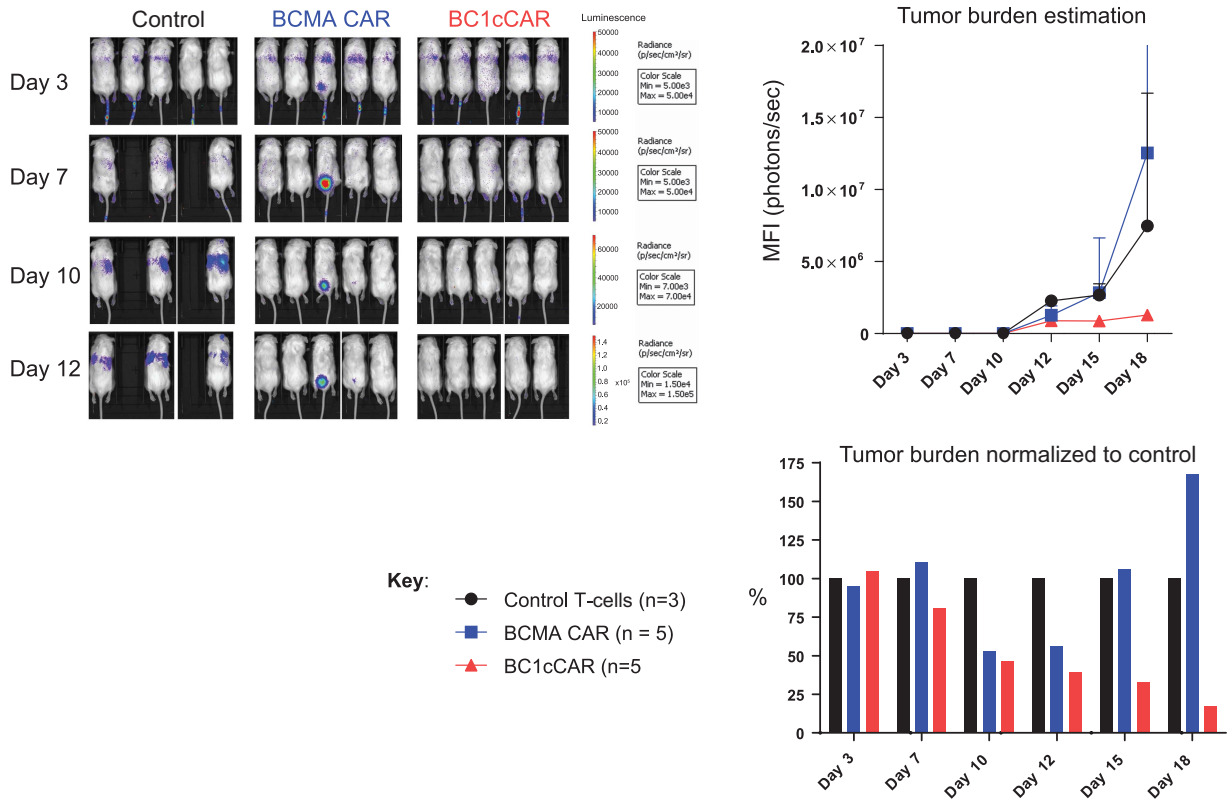 Control
BCMA CAR
BC1cCAR
Day 3
Day 7
Day 10
Day 12
Luminescence
50000
40000
30000
20000
10000
Radiance
(p/sec/cm²/sr)
Color Scale
Min = 5.00e3
Max = 5.00e4
50000
40000
30000
20000
10000
Radiance
(p/sec/cm²/sr)
Color Scale
Min = 5.00e3
Max = 5.00e4
60000
40000
20000
Radiance
(p/sec/cm²/sr)
Color Scale
Min = 7.00e3
Max = 7.00e4
1.4
1.2
1.0
0.8
x10⁵
0.6
0.4
0.2
Radiance
(p/sec/cm²/sr)
Color Scale
Min = 1.50e4
Max = 1.50e5
Tumor burden estimation
MFI (photons/sec)
2.0 × 10⁷
1.5 × 10⁷
1.0 × 10⁷
5.0 × 10⁶
0
Day 3
Day 7
Day 10
Day 12
Day 15
Day 18
Tumor burden normalized to control
%
175
150
125
100
75
50
25
0
Day 3
Day 7
Day 10
Day 12
Day 15
Day 18
Key:
Control T-cells (n=3)
BCMA CAR (n = 5)
BC1cCAR (n=5